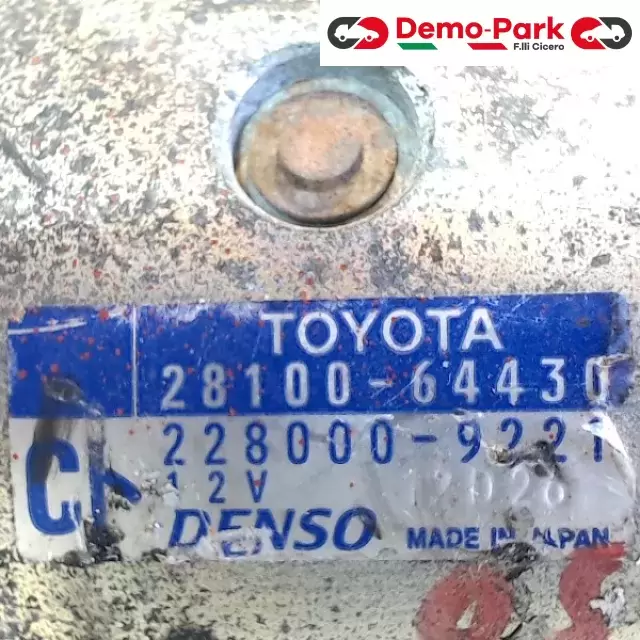 Demo-Park
F.lli Cicero
TOYOTA
28100-64430
228000-9221
12V
DENSO MADE IN JAPAN